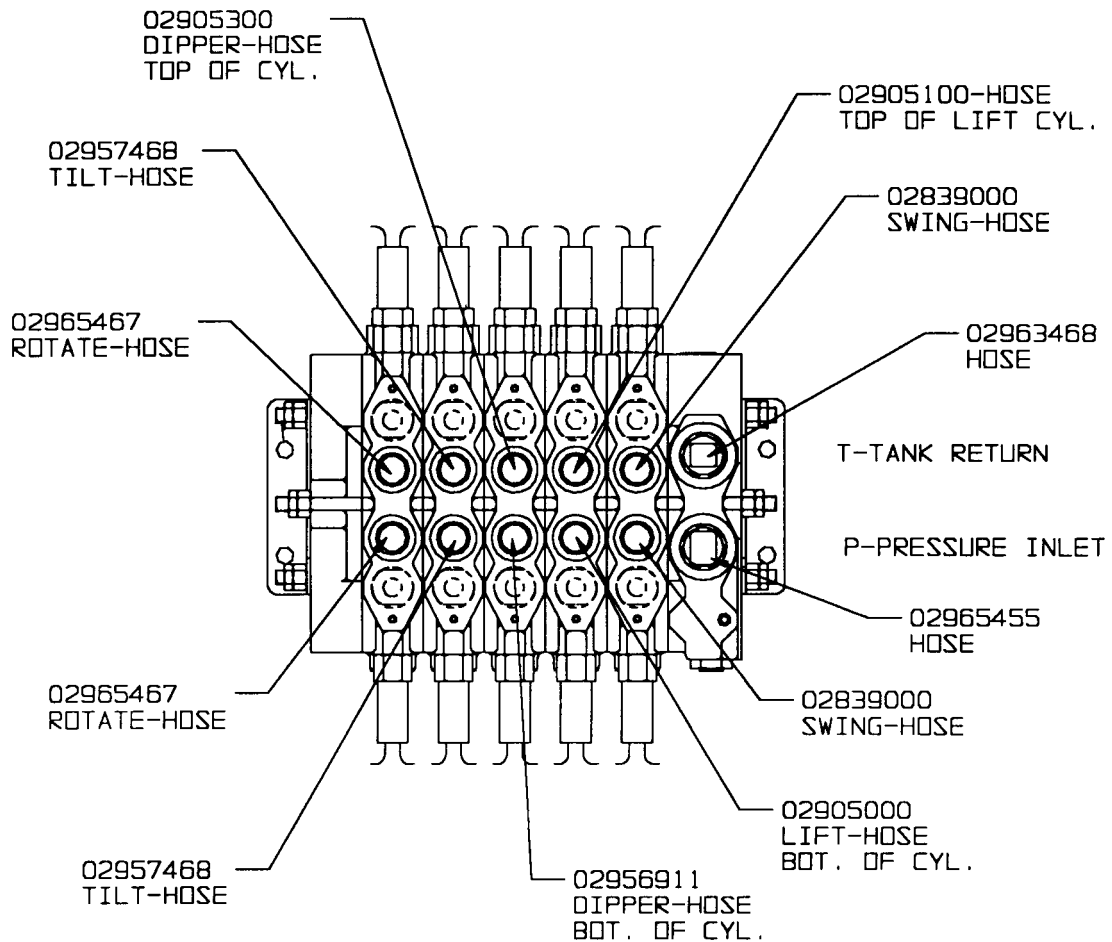 02905300
DIPPER-HOSE
TOP OF CYL.
02905100-HOSE
TOP OF LIFT CYL.
02957468
TILT-HOSE
02839000
SWING-HOSE
02965467
ROTATE-HOSE
02963468
HOSE
T-TANK RETURN
P-PRESSURE INLET
02965455
HOSE
02965467
ROTATE-HOSE
02839000
SWING-HOSE
02905000
LIFT-HOSE
BOT. OF CYL.
02957468
TILT-HOSE
02956911
DIPPER-HOSE
BOT. OF CYL.